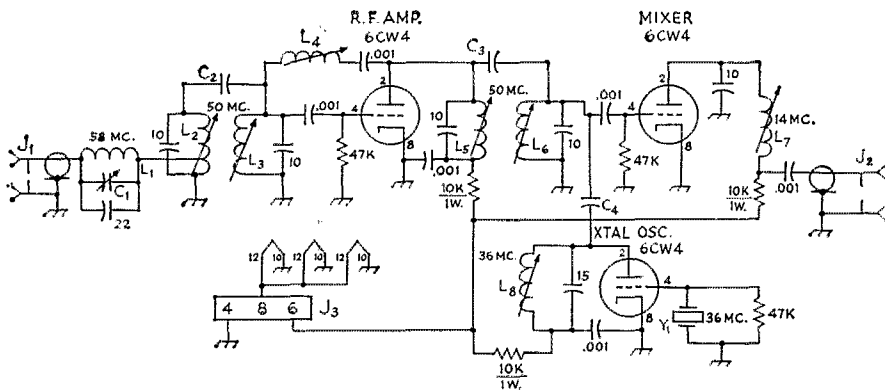 R.F. AMP.
6CW4
MIXER
6CW4
L4
.001
C3
C2
2
50 MC.
50 MC.
.001
4
.001
4
2
10
14 MC.
L7
58 MC.
10
L2
L3
10
8
10
L5
L6
10
8
J1
L1
C1
22
47K
.001
47K
.001
J2
10K
1W.
10K
1W.
C4
XTAL OSC.
6CW4
12
10
12
10
12
10
36 MC.
L8
15
2
4
8
4
8
6
J3
.001
Y1
36 MC.
47K
10K
1W.